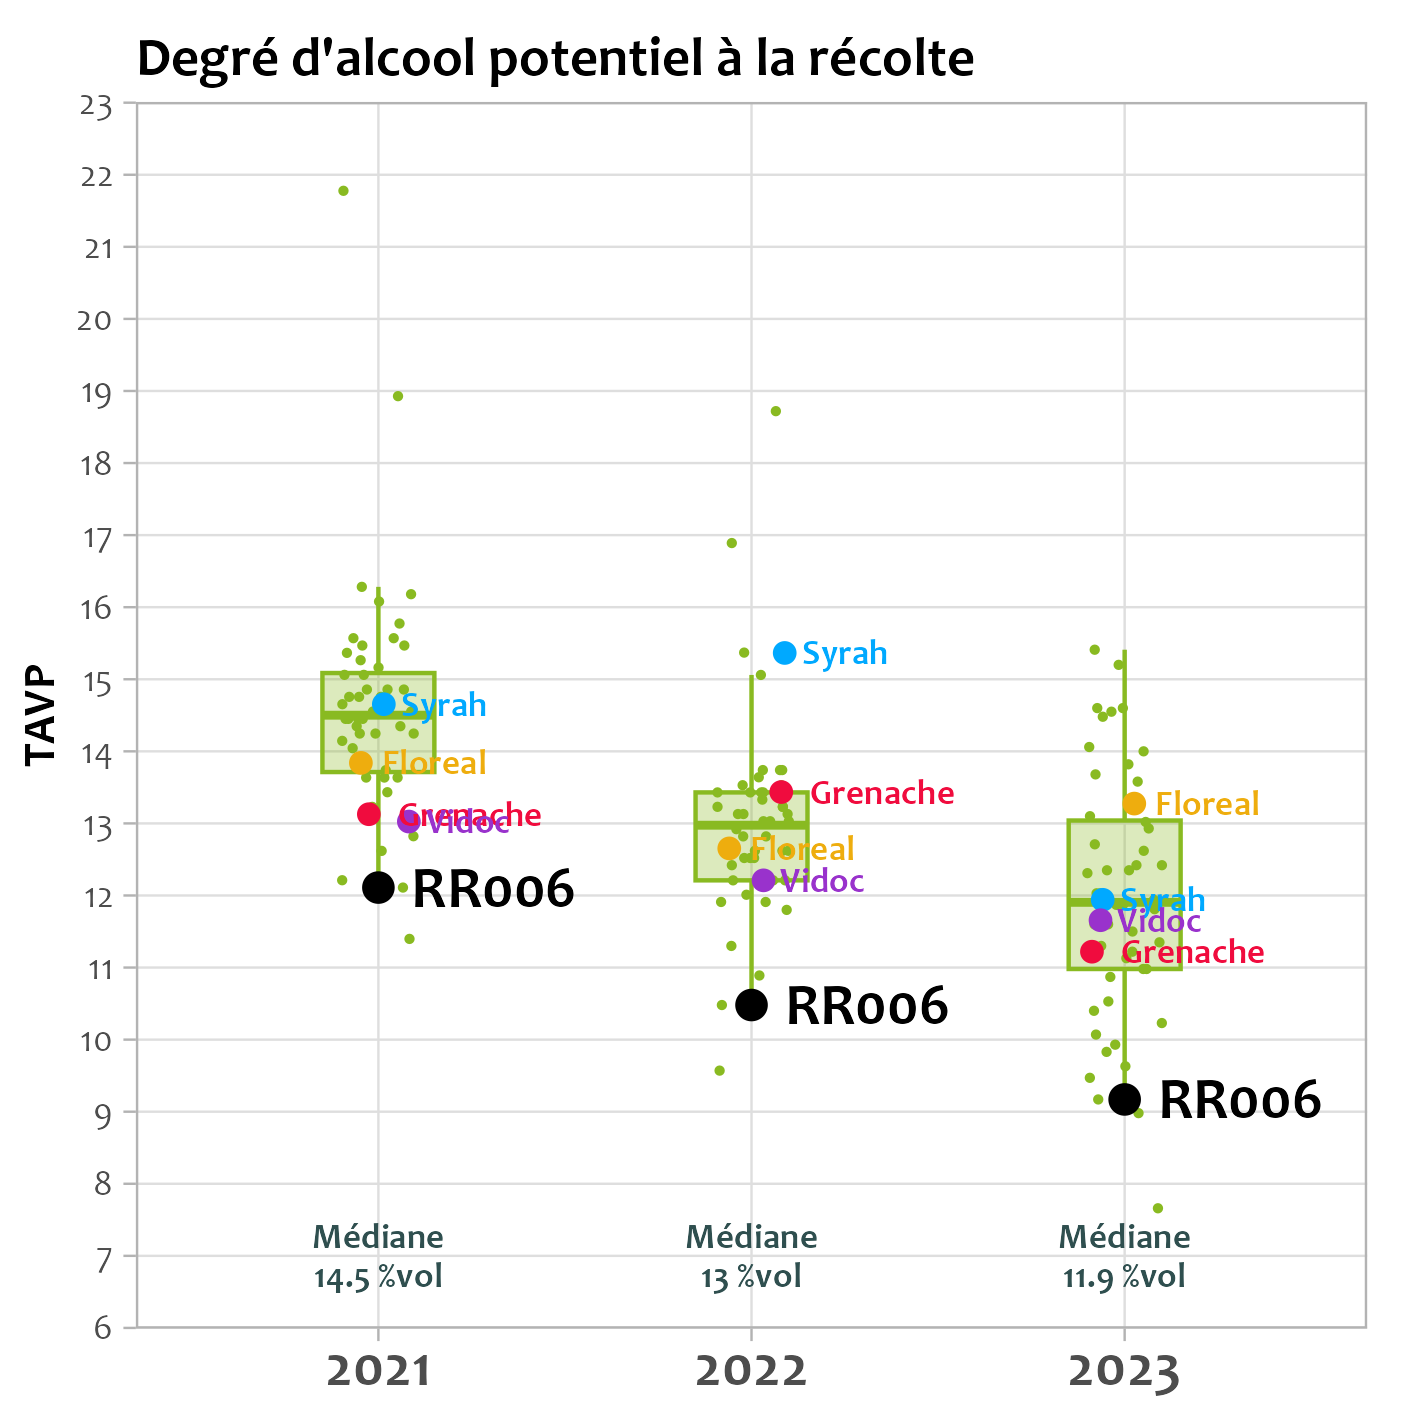 Degré d'alcool potentiel à la récolte
TAVP
23
22
21
20
19
18
17
16
15
14
13
12
11
10
9
8
7
6
Syrah
Floreal
Grenache
Vidoc
RR006
Syrah
Grenache
Floreal
Vidoc
RR006
Floreal
Syrah
Vidoc
Grenache
RR006
Médiane
14.5 %vol
Médiane
13 %vol
Médiane
11.9 %vol
2021
2022
2023